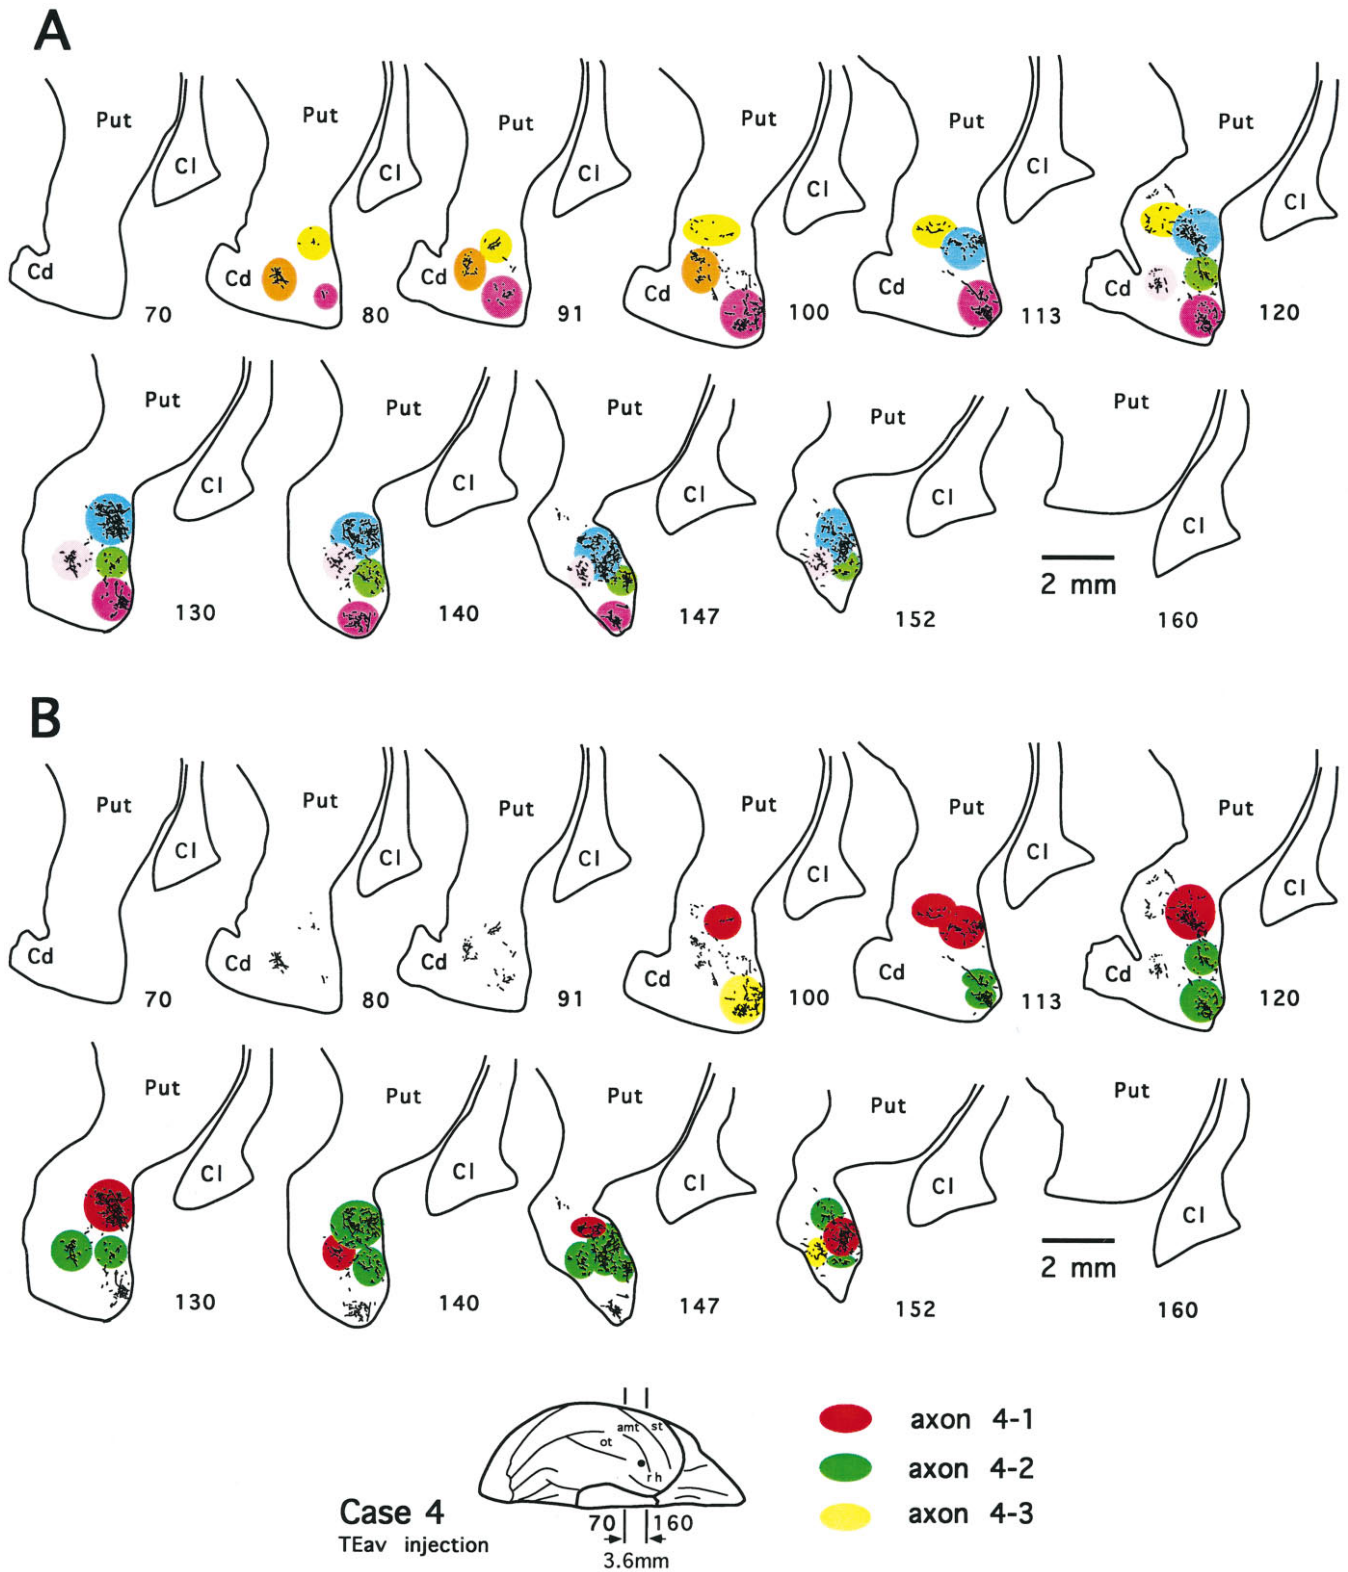 A
Put
Cl
Cd
70
Put
Cl
Cd
80
Put
Cl
Cd
91
Put
Cl
Cd
100
Put
Cl
Cd
113
Put
Cl
Cd
120
Put
Cl
130
Put
Cl
140
Put
Cl
147
Put
Cl
152
Put
Cl
2 mm
160
B
Put
Cl
Cd
70
Put
Cl
Cd
80
Put
Cl
Cd
91
Put
Cl
Cd
100
Put
Cl
Cd
113
Put
Cl
Cd
120
Put
Cl
130
Put
Cl
140
Put
Cl
147
Put
Cl
152
Put
Cl
2 mm
160
amt st
ot
rh
Case 4
TEav injection
70 160
3.6mm
axon 4-1
axon 4-2
axon 4-3